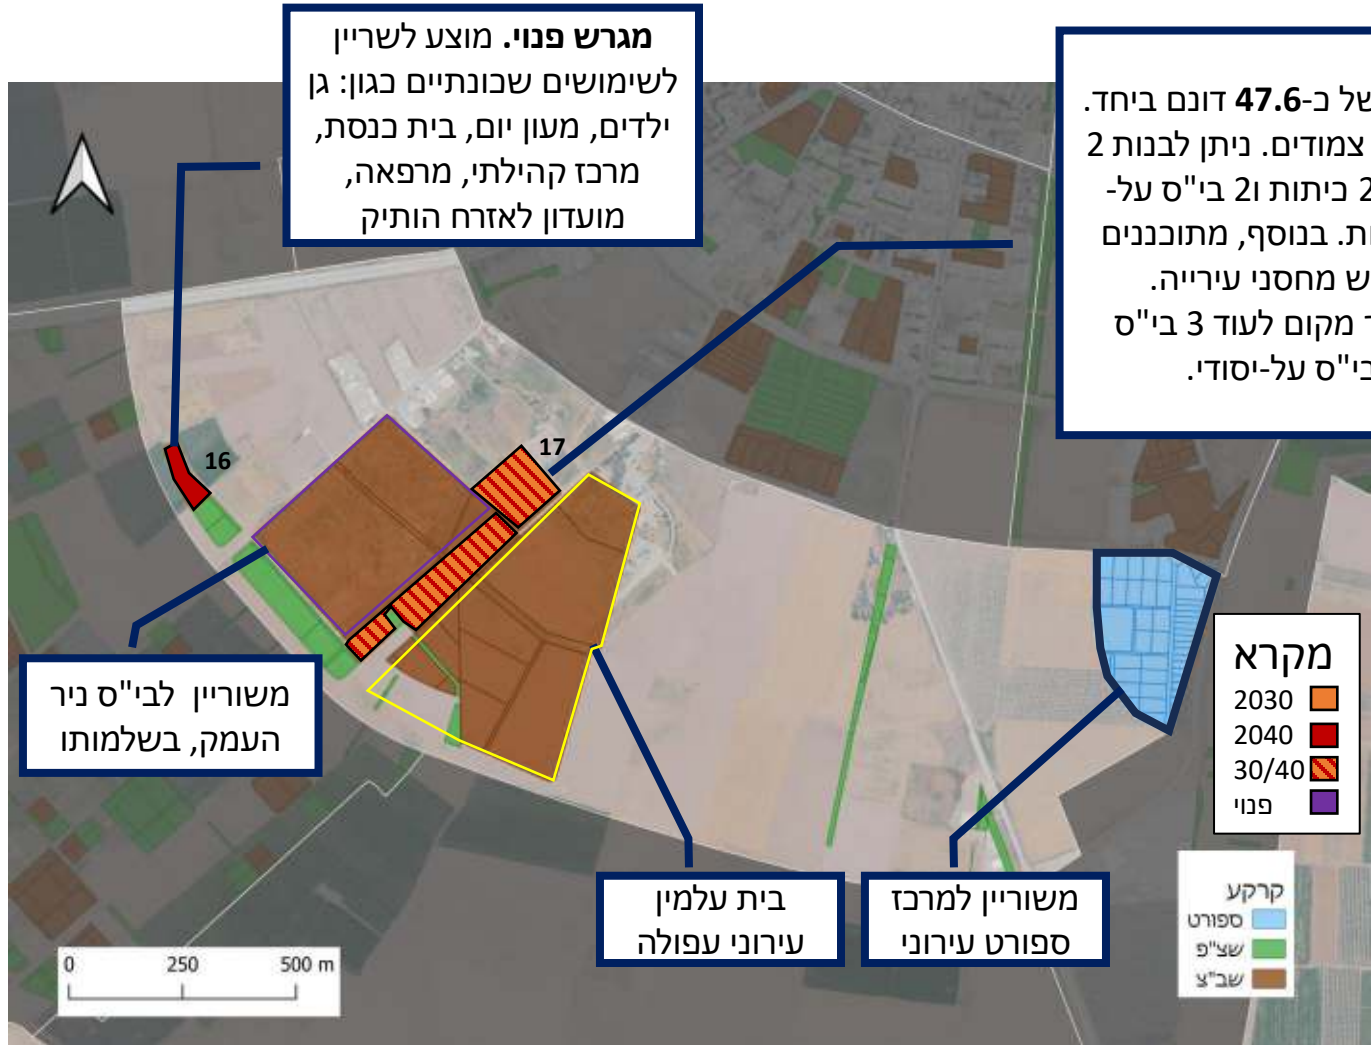 מגרש פנוי. מוצע לשריין
לשימושים שכונתיים כגון: גן
ילדים, מעון יום, בית כנסת,
מרכז קהילתי, מרפאה,
מועדון לאזרח הותיק
של כ-47.6 דונם ביחד.
צמודים. ניתן לבנות 2
2 כיתות ו2 בי"ס על-
ות. בנוסף, מתוכננים
ש מחסני עירייה.
מקום לעוד 3 בי"ס
בי"ס על-יסודי.
16
17
משוריין לבי"ס ניר
העמק, בשלמותו
בית עלמין
עירוני עפולה
משוריין למרכז
ספורט עירוני
מקרא
2030
2040
30/40
פנוי
קרקע
ספורט
שצ"פ
שב"צ
0 250 500 m